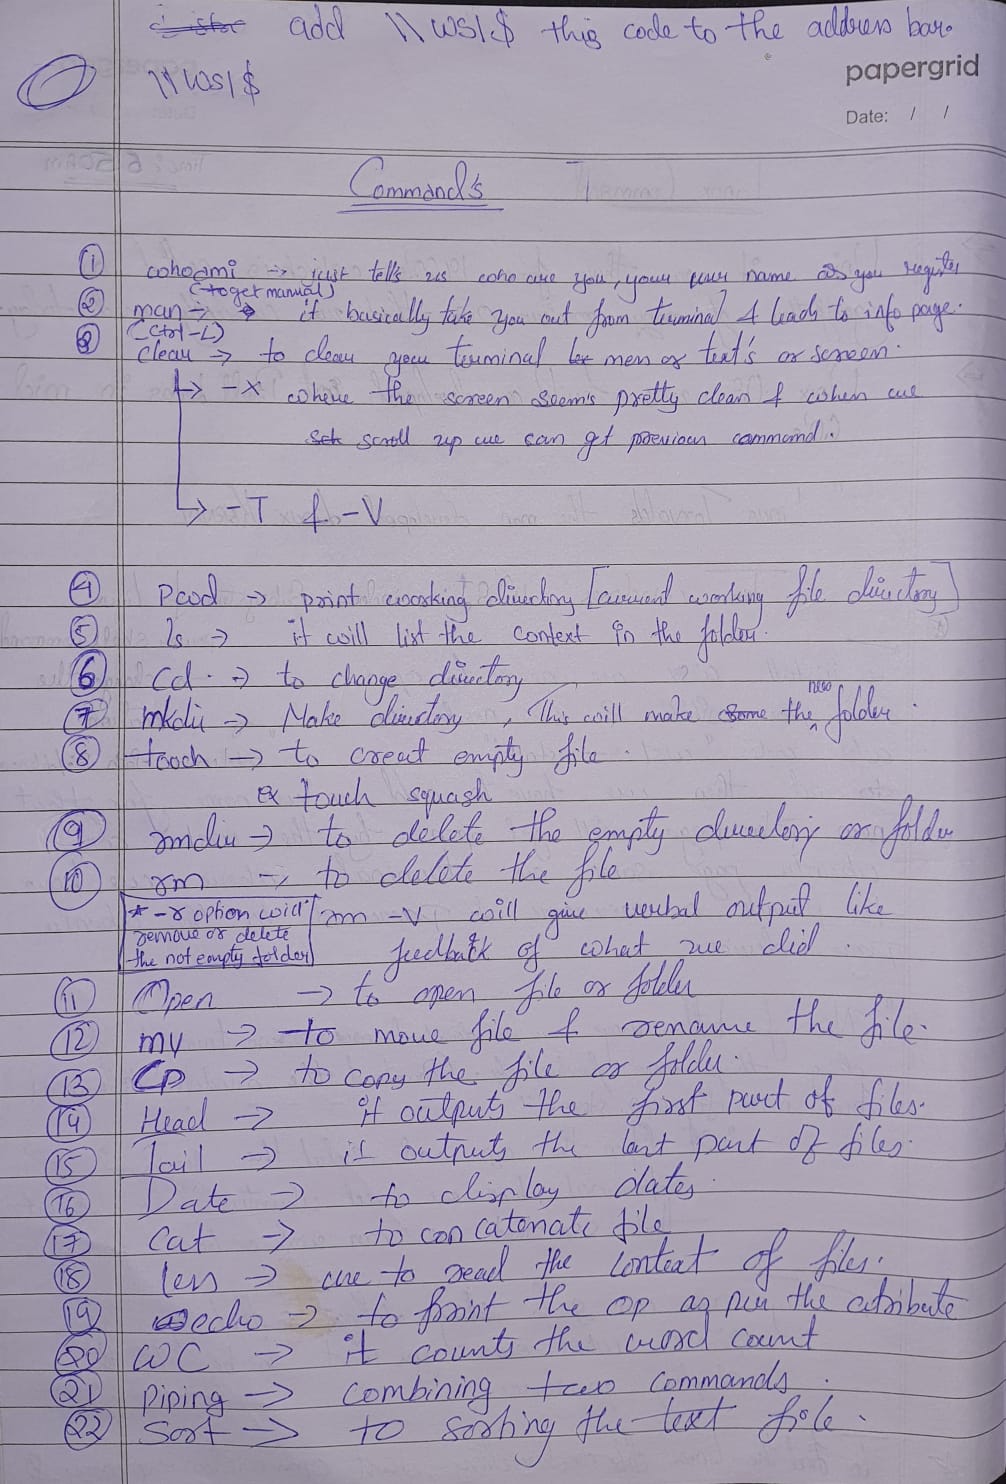 add \\wsl$ this code to the address bar.
\\wsl$
papergrid
Date: / /
Commands
① whoami → just tells us who are you, your user name as you register
(to get manual)
② man → it basically take you out from terminal & leads to info page.
(Ctrl-L)
③ clear → to clear your terminal or text's or screen.
→ -x where the screen seems pretty clean & when we
scroll up we can get previous command.
→ -T & -V
④ Pwd → print working directory [current working file directory]
⑤ ls → it will list the context in the folder.
⑥ cd. → to change directory
⑦ mkdir → Make directory, This will make the new folder.
⑧ tooch → to creat empty file.
ex touch squash
⑨ rmdir → to delete the empty directory or folder
⑩ rm → to delete the file
* -r option will remove or delete the not empty folder
rm -V will give verbal output like
feedback of what we did.
⑪ Open → to open file or folder
⑫ mv → to move file & rename the file.
⑬ Cp → to copy the file or folder.
⑭ Head → it outputs the first part of files.
⑮ Tail → it outputs the last part of files.
⑯ Date → to display dates.
⑰ Cat → to concatenate file
⑱ less → use to read the context of files.
⑲ echo → to print the op as per the atribute
⑳ WC → it counts the word count
㉑ Piping → Combining two commands.
㉒ Sort → to sorting the text file.